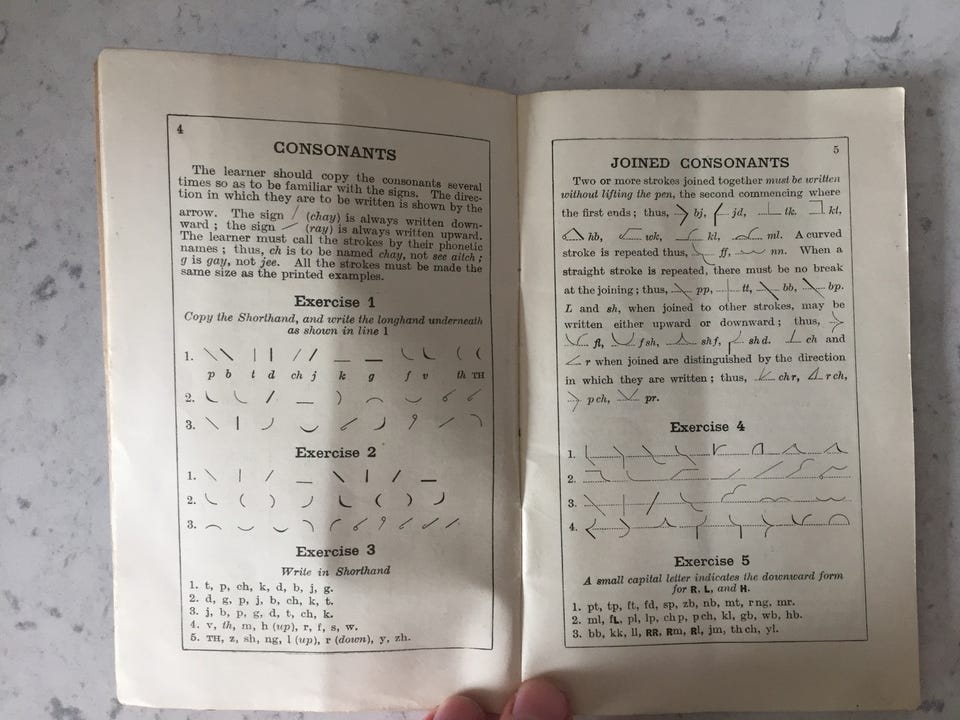 4
CONSONANTS
The learner should copy the consonants several
times so as to be familiar with the signs. The direc-
tion in which they are to be written is shown by the
arrow. The sign (chay) is always written down-
ward ; the sign (ray) is always written upward.
The learner must call the strokes by their phonetic
names ; thus, ch is to be named chay, not see aitch ;
g is gay, not jee. All the strokes must be made the
same size as the printed examples.
Exercise 1
Copy the Shorthand, and write the longhand underneath
as shown in line 1
1.
p b t d ch j k g f v th TH
2.
3.
Exercise 2
1.
2.
3.
Exercise 3
Write in Shorthand
1. t, p, ch, k, d, b, j, g.
2. d, g, p, j, b, ch, k, t.
3. j, b, p, g, d, t, ch, k.
4. v, th, m, h (up), r, f, s, w.
5. TH, z, sh, ng, l (up), r (down), y, zh.
5
JOINED CONSONANTS
Two or more strokes joined together must be written
without lifting the pen, the second commencing where
the first ends ; thus, bj, jd, tk. kt,
hb, wk, kl, ml. A curved
stroke is repeated thus, ff, nn. When a
straight stroke is repeated, there must be no break
at the joining ; thus, pp, tt, bb, bp.
L and sh, when joined to other strokes, may be
written either upward or downward ; thus,
fl, fsh, shf, shd. ch and
r when joined are distinguished by the direction
in which they are written ; thus, chr, rch,
pch, pr.
Exercise 4
1.
2.
3.
4.
Exercise 5
A small capital letter indicates the downward form
for R, L, and H.
1. pt, tp, ft, fd, sp, zb, nb, mt, rng, mr.
2. ml, fL, pl, lp, chp, pch, kl, gb, wb, hb.
3. bb, kk, ll, RR, Rm, Rl, jm, thch, yl.